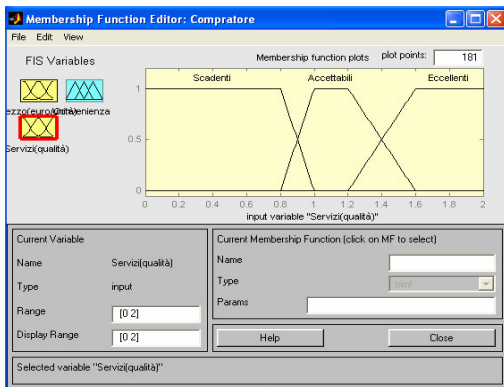 Membership Function Editor: Compratore
File Edit View
FIS Variables
Membership function plots plot points: 181
Scadenti Accettabili Eccellenti
1
0.5
0
0 0.2 0.4 0.6 0.8 1 1.2 1.4 1.6 1.8 2
input variable "Servizi(qualità)"
Servizi(qualità)
Current Variable
Name Servizi(qualità)
Type input
Range [0 2]
Display Range [0 2]
Current Membership Function (click on MF to select)
Name
Type trimf
Params
Help Close
Selected variable "Servizi(qualità)"